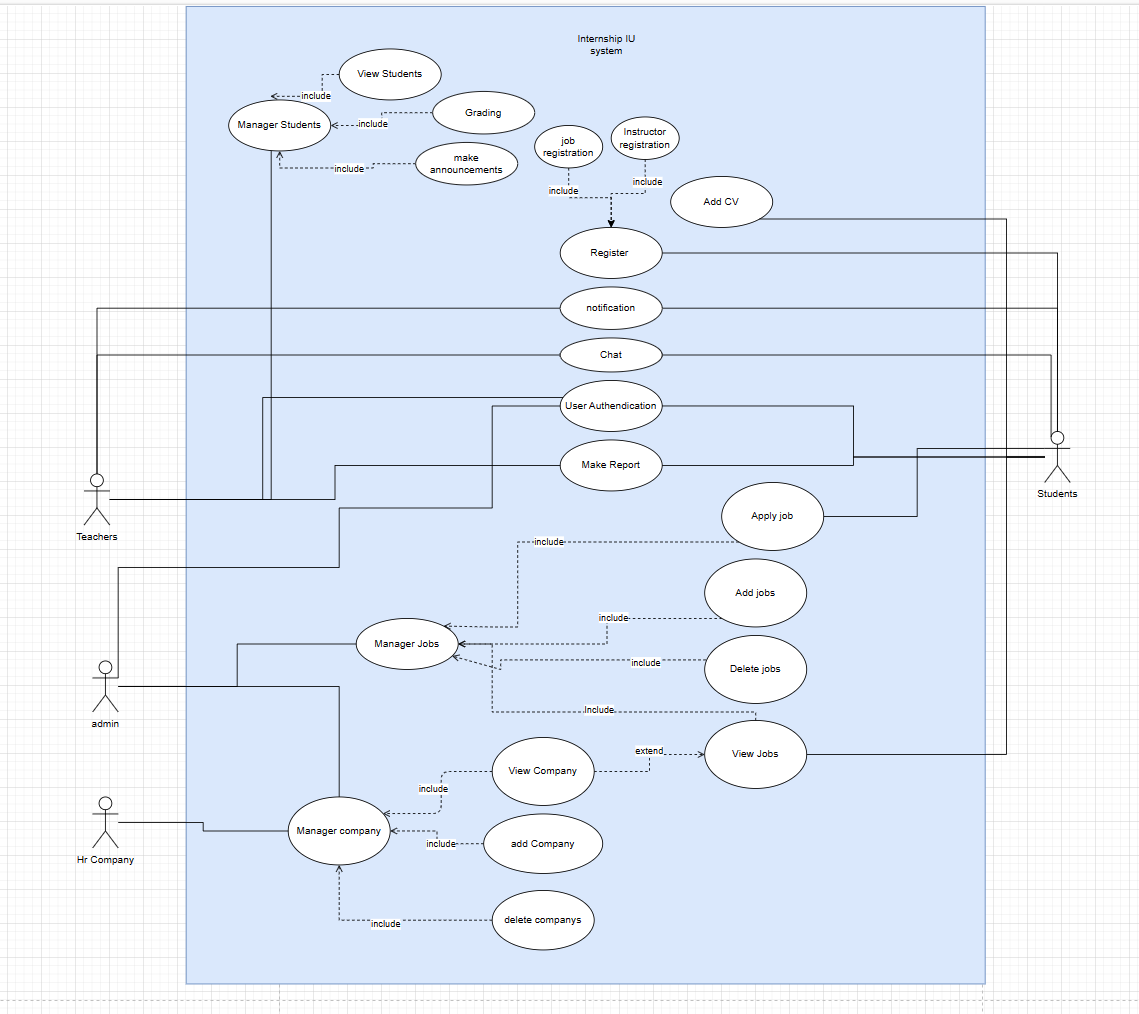 Internship IU
system
View Students
include
Manager Students
Grading
include
make
announcements
include
job
registration
Instructor
registration
include
include
Add CV
Register
notification
Chat
User Authendication
Make Report
Teachers
Students
Apply job
include
Add jobs
include
Manager Jobs
Delete jobs
include
Include
admin
View Jobs
extend
View Company
include
Manager company
add Company
include
Hr Company
delete companys
include